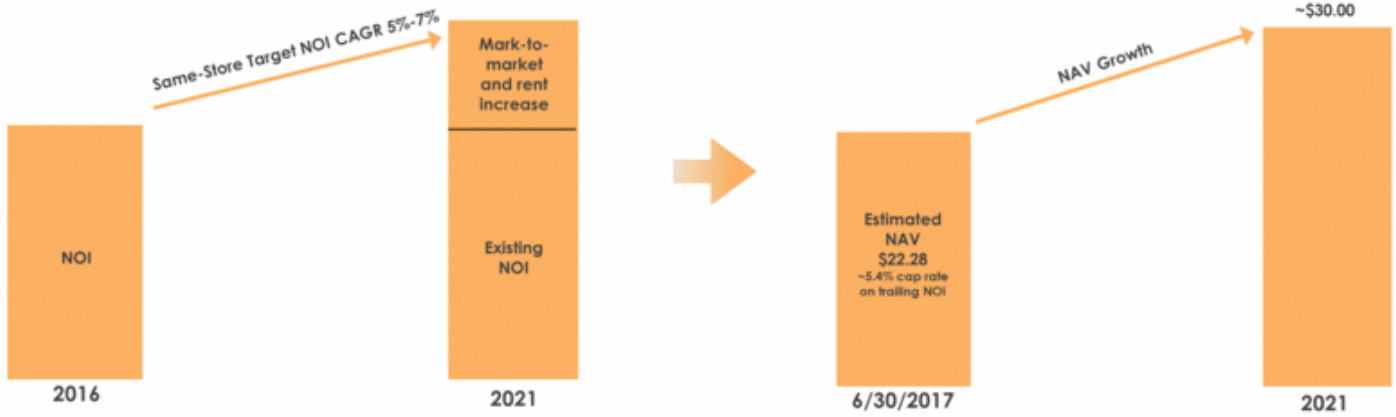 Same-Store Target NOI CAGR 5%-7%
Mark-to-
market
and rent
increase
NOI
Existing
NOI
2016
2021
~$30.00
NAV Growth
Estimated
NAV
$22.28
~5.4% cap rate
on trailing NOI
6/30/2017
2021